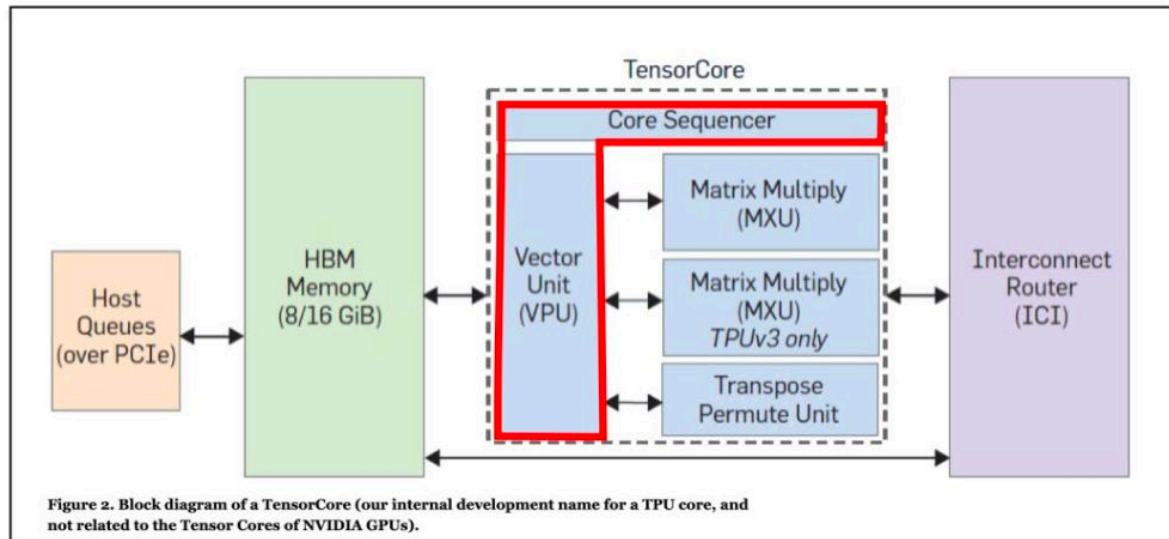 TensorCore
Core Sequencer
Host
Queues
(over PCIe)
HBM
Memory
(8/16 GiB)
Vector
Unit
(VPU)
Matrix Multiply
(MXU)
Matrix Multiply
(MXU)
TPUv3 only
Transpose
Permute Unit
Interconnect
Router
(ICI)
Figure 2. Block diagram of a TensorCore (our internal development name for a TPU core, and
not related to the Tensor Cores of NVIDIA GPUs).